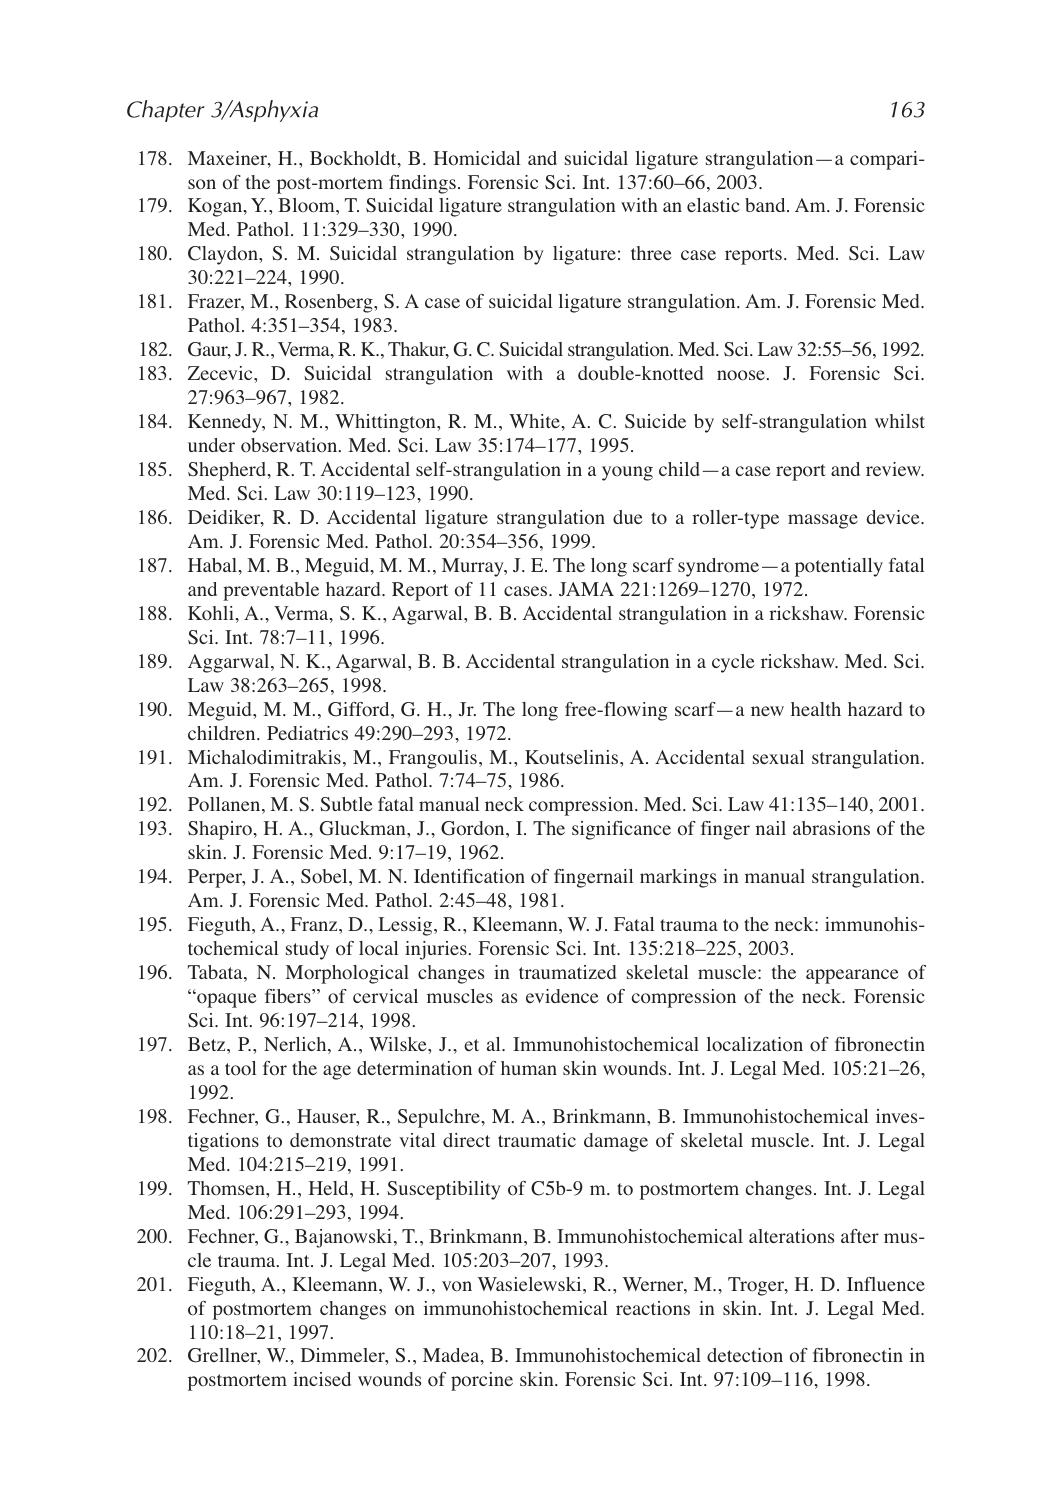 Chapter 3/Asphyxia 163
178. Maxeiner, H., Bockholdt, B. Homicidal and suicidal ligature strangulation—a compari-
son of the post-mortem findings. Forensic Sci. Int. 137:60–66, 2003.
179. Kogan, Y., Bloom, T. Suicidal ligature strangulation with an elastic band. Am. J. Forensic
Med. Pathol. 11:329–330, 1990.
180. Claydon, S. M. Suicidal strangulation by ligature: three case reports. Med. Sci. Law
30:221–224, 1990.
181. Frazer, M., Rosenberg, S. A case of suicidal ligature strangulation. Am. J. Forensic Med.
Pathol. 4:351–354, 1983.
182. Gaur, J. R., Verma, R. K., Thakur, G. C. Suicidal strangulation. Med. Sci. Law 32:55–56, 1992.
183. Zecevic, D. Suicidal strangulation with a double-knotted noose. J. Forensic Sci.
27:963–967, 1982.
184. Kennedy, N. M., Whittington, R. M., White, A. C. Suicide by self-strangulation whilst
under observation. Med. Sci. Law 35:174–177, 1995.
185. Shepherd, R. T. Accidental self-strangulation in a young child—a case report and review.
Med. Sci. Law 30:119–123, 1990.
186. Deidiker, R. D. Accidental ligature strangulation due to a roller-type massage device.
Am. J. Forensic Med. Pathol. 20:354–356, 1999.
187. Habal, M. B., Meguid, M. M., Murray, J. E. The long scarf syndrome—a potentially fatal
and preventable hazard. Report of 11 cases. JAMA 221:1269–1270, 1972.
188. Kohli, A., Verma, S. K., Agarwal, B. B. Accidental strangulation in a rickshaw. Forensic
Sci. Int. 78:7–11, 1996.
189. Aggarwal, N. K., Agarwal, B. B. Accidental strangulation in a cycle rickshaw. Med. Sci.
Law 38:263–265, 1998.
190. Meguid, M. M., Gifford, G. H., Jr. The long free-flowing scarf—a new health hazard to
children. Pediatrics 49:290–293, 1972.
191. Michalodimitrakis, M., Frangoulis, M., Koutselinis, A. Accidental sexual strangulation.
Am. J. Forensic Med. Pathol. 7:74–75, 1986.
192. Pollanen, M. S. Subtle fatal manual neck compression. Med. Sci. Law 41:135–140, 2001.
193. Shapiro, H. A., Gluckman, J., Gordon, I. The significance of finger nail abrasions of the
skin. J. Forensic Med. 9:17–19, 1962.
194. Perper, J. A., Sobel, M. N. Identification of fingernail markings in manual strangulation.
Am. J. Forensic Med. Pathol. 2:45–48, 1981.
195. Fieguth, A., Franz, D., Lessig, R., Kleemann, W. J. Fatal trauma to the neck: immunohis-
tochemical study of local injuries. Forensic Sci. Int. 135:218–225, 2003.
196. Tabata, N. Morphological changes in traumatized skeletal muscle: the appearance of
“opaque fibers” of cervical muscles as evidence of compression of the neck. Forensic
Sci. Int. 96:197–214, 1998.
197. Betz, P., Nerlich, A., Wilske, J., et al. Immunohistochemical localization of fibronectin
as a tool for the age determination of human skin wounds. Int. J. Legal Med. 105:21–26,
1992.
198. Fechner, G., Hauser, R., Sepulchre, M. A., Brinkmann, B. Immunohistochemical inves-
tigations to demonstrate vital direct traumatic damage of skeletal muscle. Int. J. Legal
Med. 104:215–219, 1991.
199. Thomsen, H., Held, H. Susceptibility of C5b-9 m. to postmortem changes. Int. J. Legal
Med. 106:291–293, 1994.
200. Fechner, G., Bajanowski, T., Brinkmann, B. Immunohistochemical alterations after mus-
cle trauma. Int. J. Legal Med. 105:203–207, 1993.
201. Fieguth, A., Kleemann, W. J., von Wasielewski, R., Werner, M., Troger, H. D. Influence
of postmortem changes on immunohistochemical reactions in skin. Int. J. Legal Med.
110:18–21, 1997.
202. Grellner, W., Dimmeler, S., Madea, B. Immunohistochemical detection of fibronectin in
postmortem incised wounds of porcine skin. Forensic Sci. Int. 97:109–116, 1998.